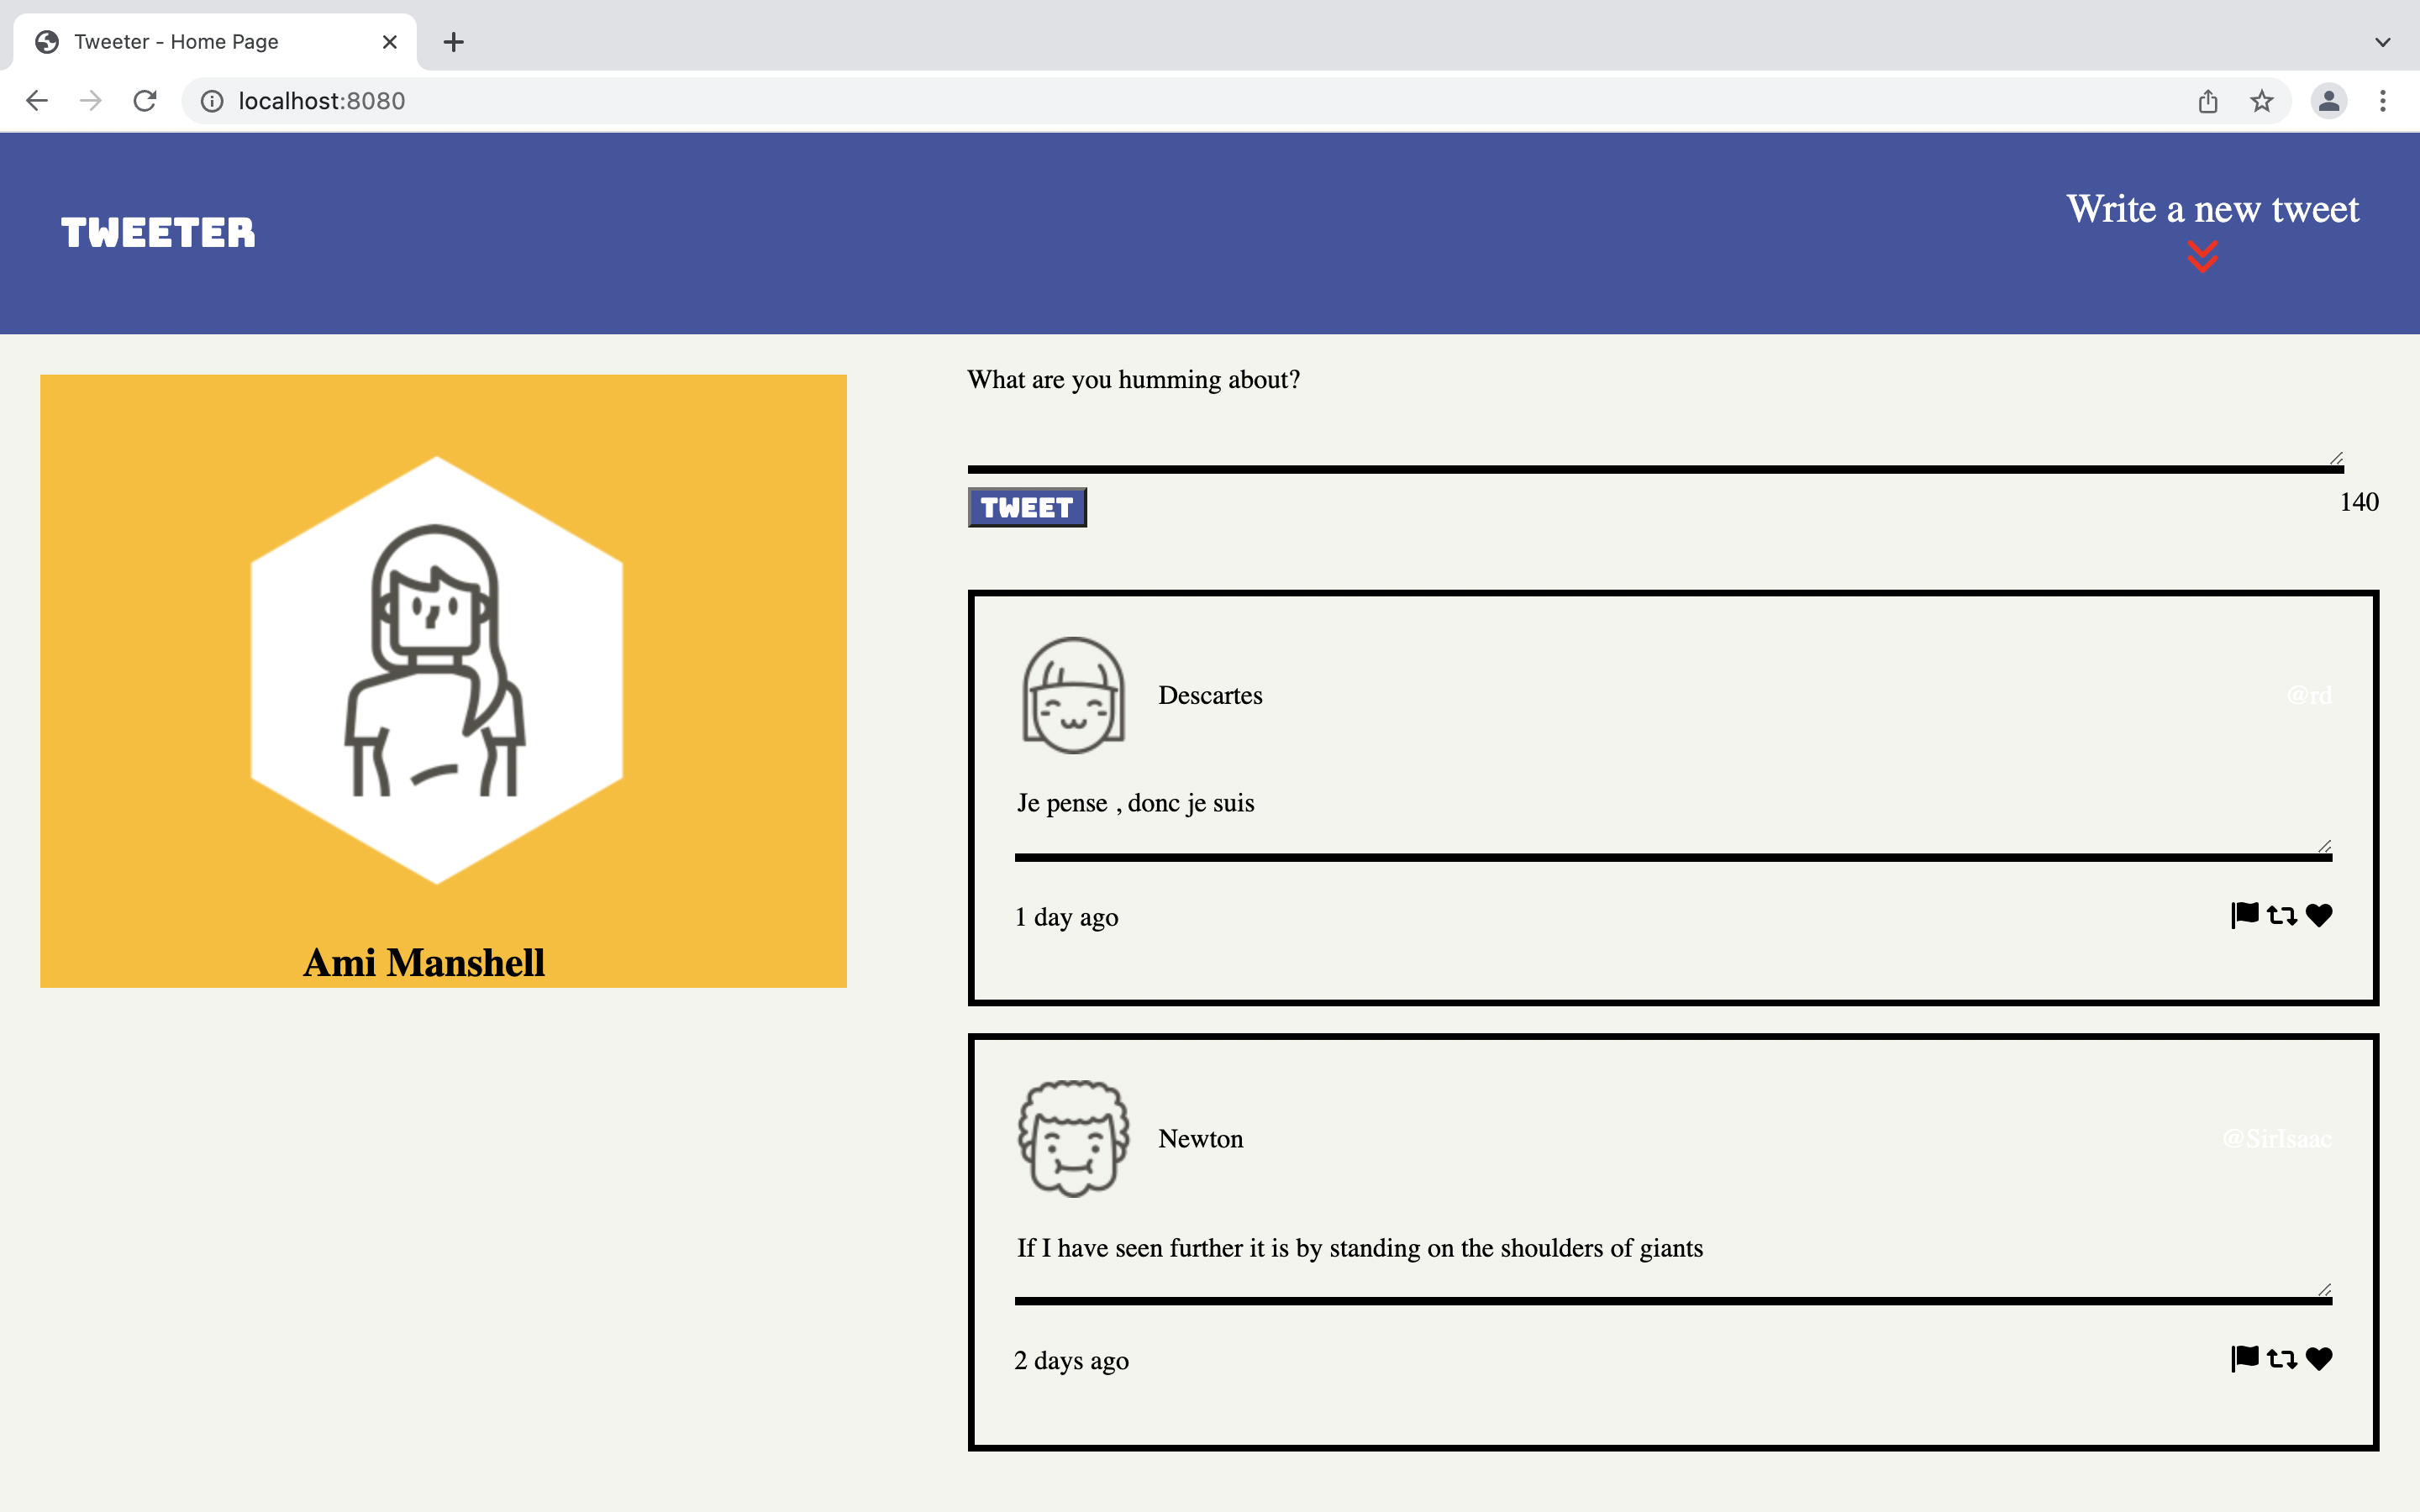 Tweeter - Home Page
localhost:8080
TWEETER
Write a new tweet
What are you humming about?
TWEET
140
Ami Manshell
Descartes
@rd
Je pense , donc je suis
1 day ago
Newton
@SirIsaac
If I have seen further it is by standing on the shoulders of giants
2 days ago